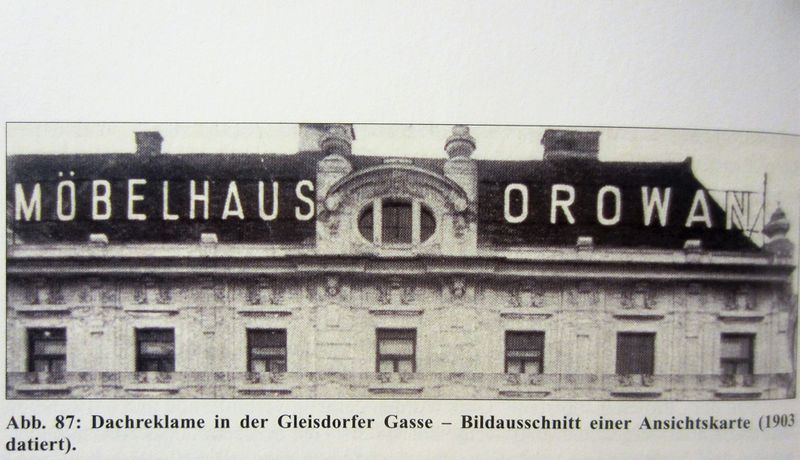 MÖBELHAUS OROWAN
Abb. 87: Dachreklame in der Gleisdorfer Gasse – Bildausschnitt einer Ansichtskarte (1903
datiert).